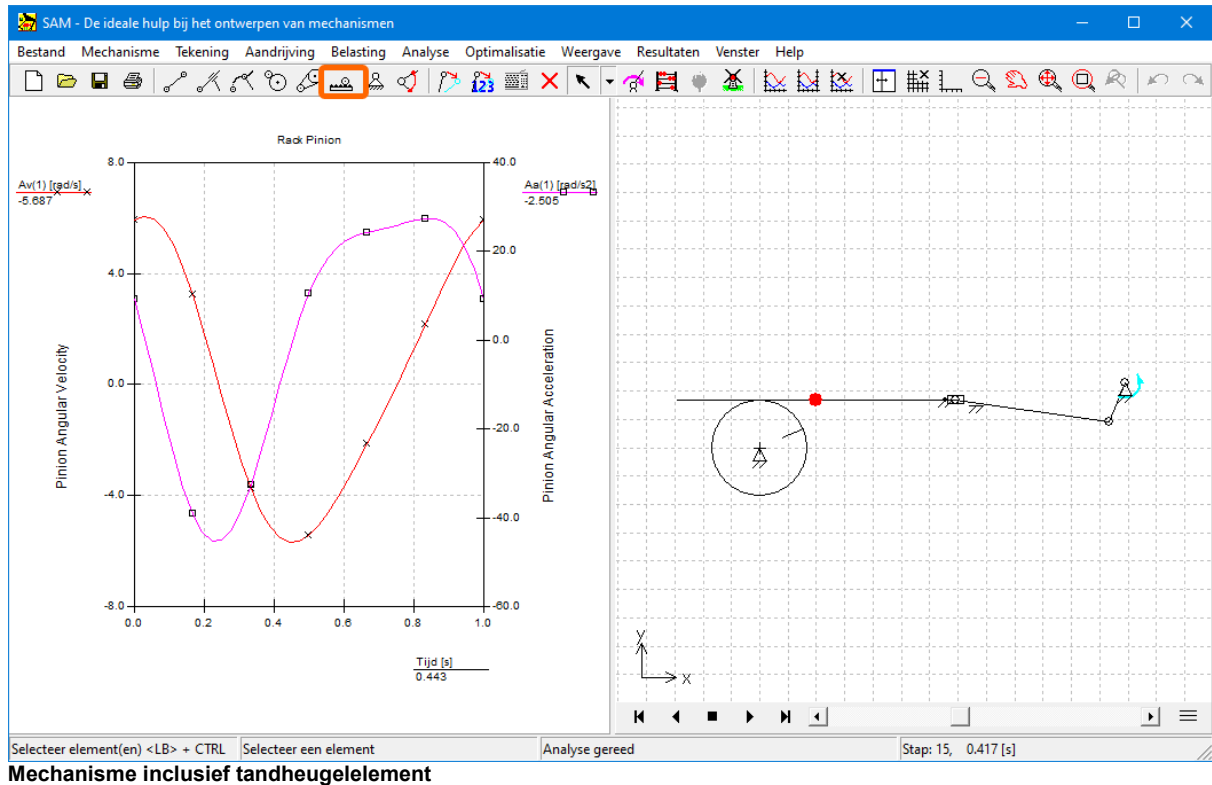 SAM - De ideale hulp bij het ontwerpen van mechanismen
Bestand Mechanisme Tekening Aandrijving Belasting Analyse Optimalisatie Weergave Resultaten Venster Help
123
Rack Pinion
8.0
40.0
Av(1) [rad/s]
-5.687
Aa(1) [rad/s2]
-2.505
20.0
4.0
0.0
0.0
Pinion Angular Velocity
Pinion Angular Acceleration
-20.0
-4.0
-40.0
-8.0
-60.0
0.0 0.2 0.4 0.6 0.8 1.0
Tijd [s]
0.443
y
x
Selecteer element(en) <LB> + CTRL Selecteer een element Analyse gereed Stap: 15, 0.417 [s]
Mechanisme inclusief tandheugelelement